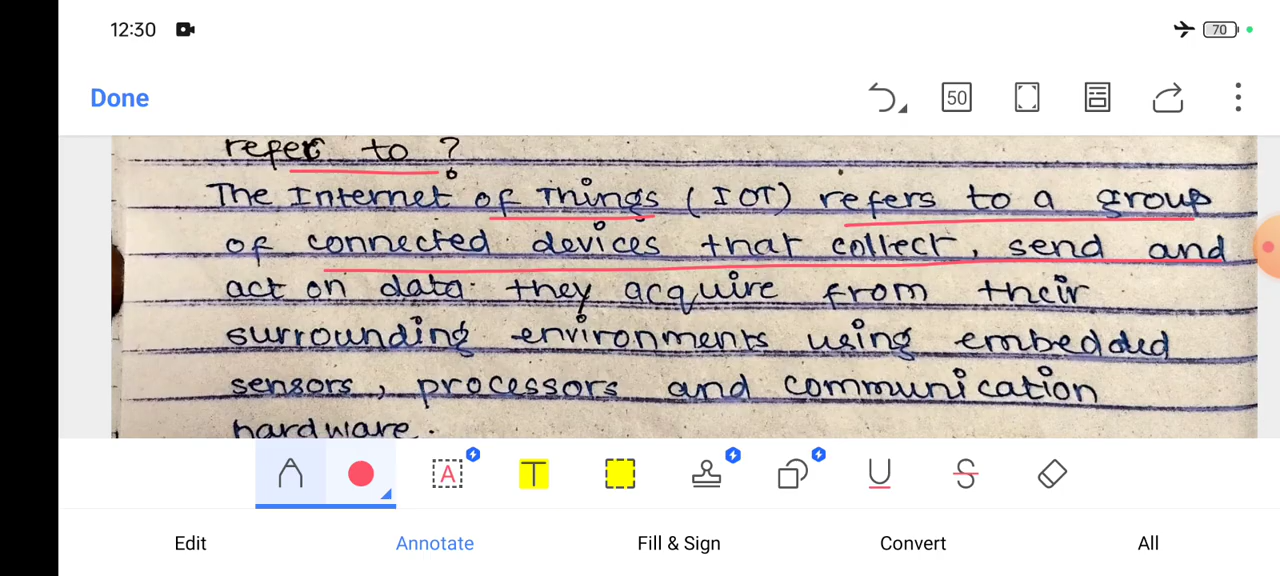 12:30
70
Done
50
refer to ?
The Internet of Things (IOT) refers to a group
of connected devices that collect, send and
act on data. they acquire from their
surrounding environments using embedded
sensors, processors and communication
hardware.
A
T
U
S
Edit
Annotate
Fill & Sign
Convert
All